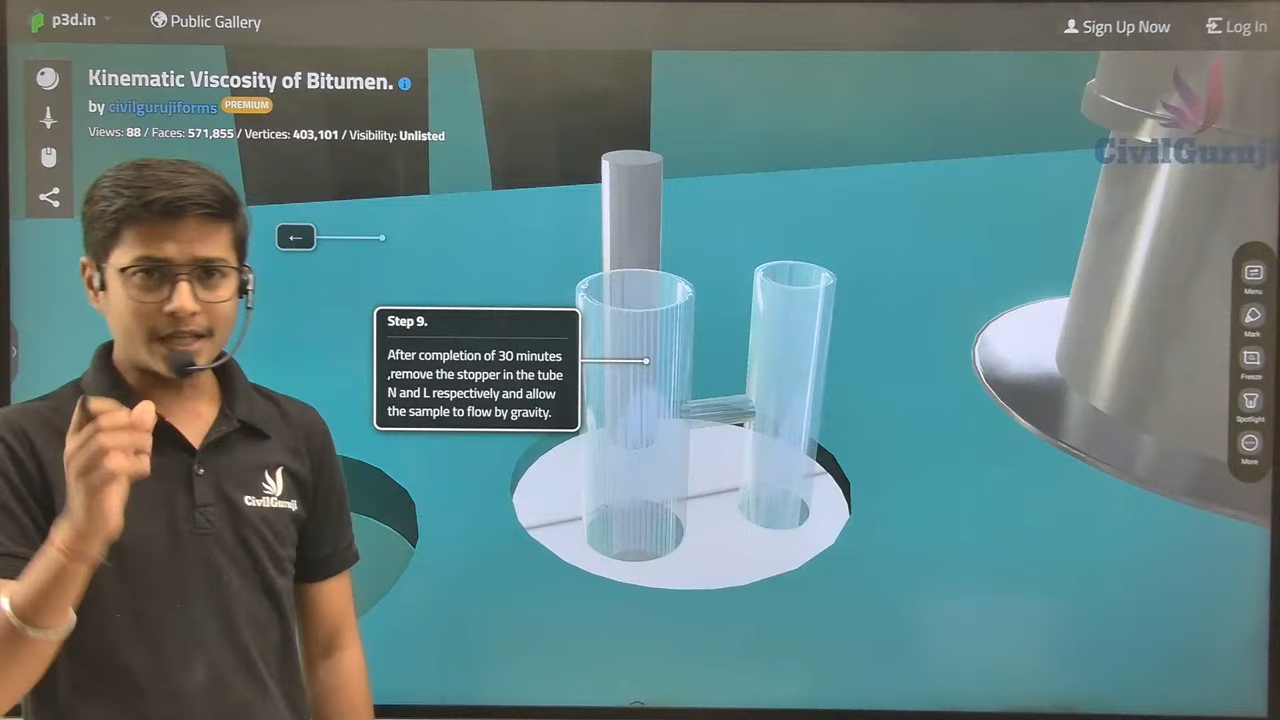 p3d.in
Public Gallery
Sign Up Now
Log In
Kinematic Viscosity of Bitumen.
by civilgurujiforms PREMIUM
Views: 88 / Faces: 571,855 / Vertices: 403,101 / Visibility: Unlisted
CivilGuruji
←
Step 9.
After completion of 30 minutes
,remove the stopper in the tube
N and L respectively and allow
the sample to flow by gravity.
Menu
Mark
Freeze
Spotlight
More
CivilGuruji